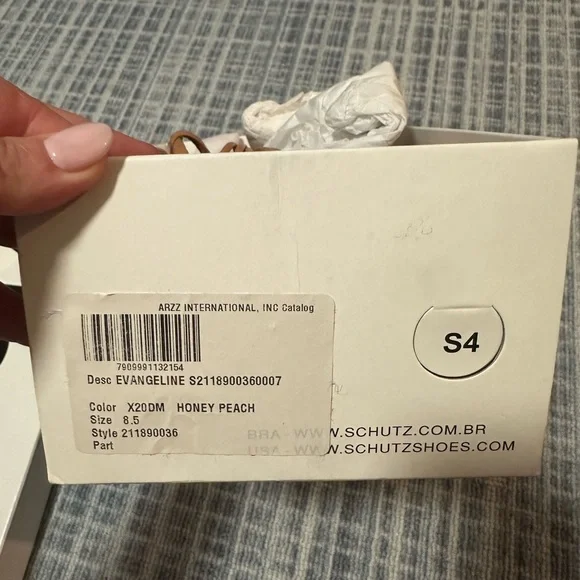 ARZZ INTERNATIONAL, INC Catalog
7909991132154
Desc EVANGELINE S2118900360007
Color X20DM HONEY PEACH
Size 8.5
Style 211890036
Part
S4
BRA - WWW.SCHUTZ.COM.BR
USA - WWW.SCHUTZSHOES.COM